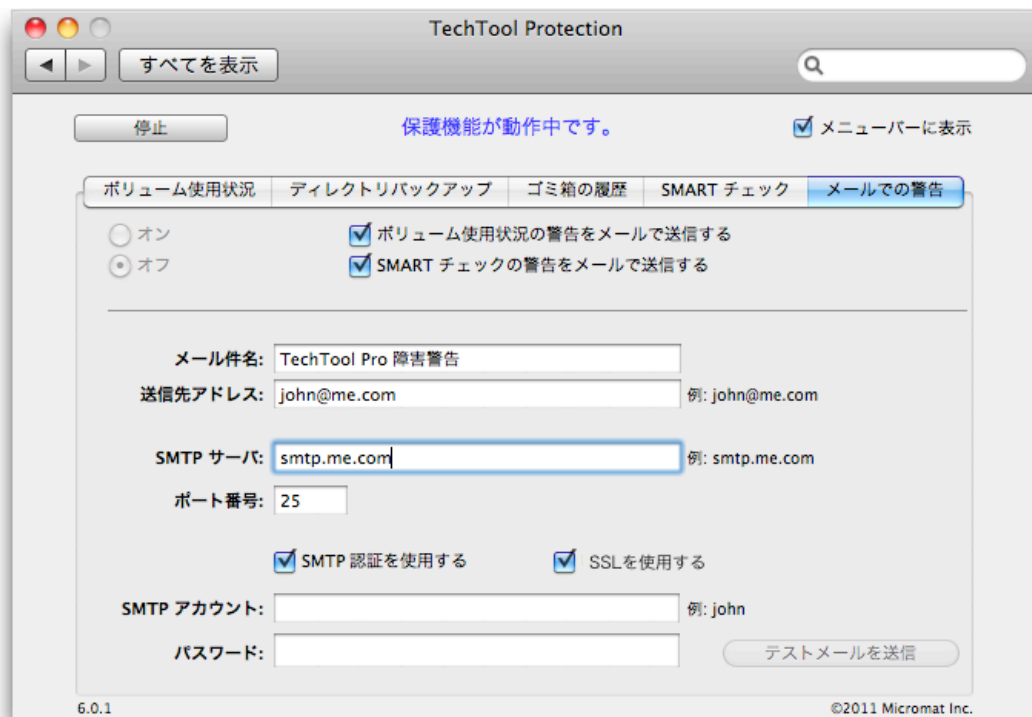 TechTool Protection
すべてを表示
停止
保護機能が動作中です。
メニューバーに表示
ボリューム使用状況 ディレクトリバックアップ ゴミ箱の履歴 SMART チェック メールでの警告
オン
ボリューム使用状況の警告をメールで送信する
オフ
SMART チェックの警告をメールで送信する
メール件名: TechTool Pro 障害警告
送信先アドレス: john@me.com 例: john@me.com
SMTP サーバ: smtp.me.com 例: smtp.me.com
ポート番号: 25
SMTP 認証を使用する SSLを使用する
SMTP アカウント: 例: john
パスワード: テストメールを送信
6.0.1 ©2011 Micromat Inc.